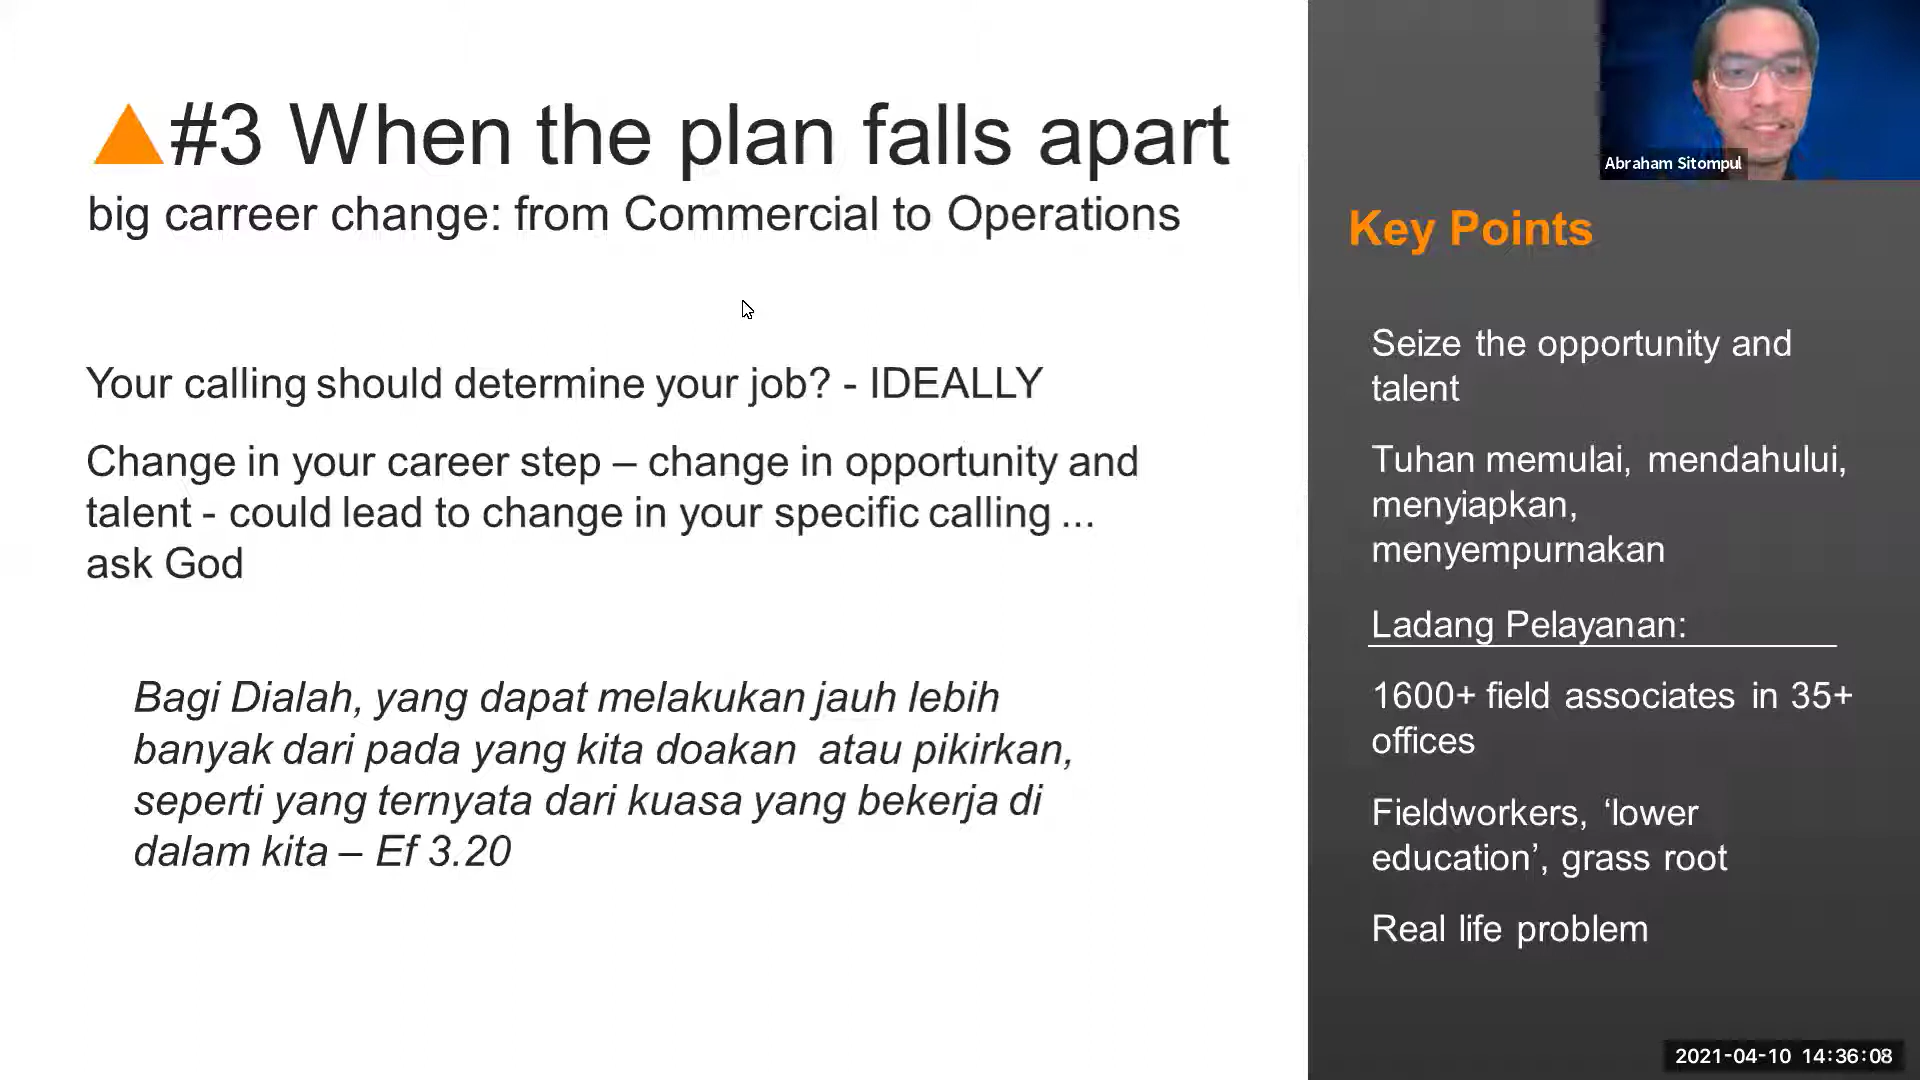 #3 When the plan falls apart
big carreer change: from Commercial to Operations
Your calling should determine your job? - IDEALLY
Change in your career step – change in opportunity and
talent - could lead to change in your specific calling ...
ask God
Bagi Dialah, yang dapat melakukan jauh lebih
banyak dari pada yang kita doakan  atau pikirkan,
seperti yang ternyata dari kuasa yang bekerja di
dalam kita – Ef 3.20
Abraham Sitompul
Key Points
Seize the opportunity and
talent
Tuhan memulai, mendahului,
menyiapkan,
menyempurnakan
Ladang Pelayanan:
1600+ field associates in 35+
offices
Fieldworkers, ‘lower
education’, grass root
Real life problem
2021-04-10 14:36:08